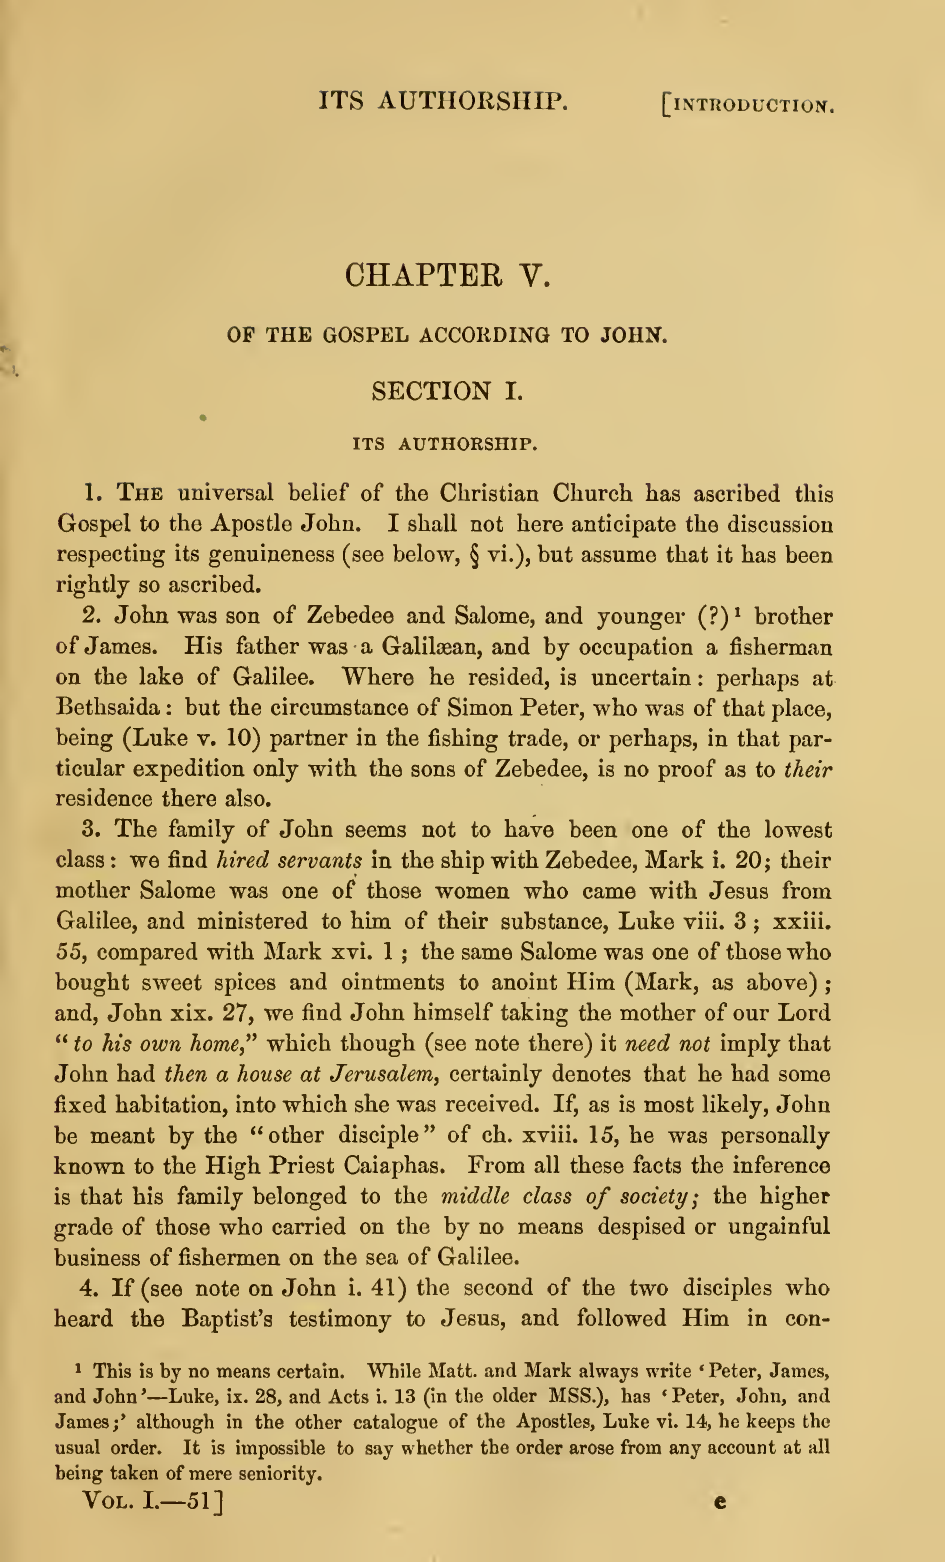 ITS AUTHORSHIP. [INTRODUCTION.
CHAPTER V.
OF THE GOSPEL ACCORDING TO JOHN.
SECTION I.
ITS AUTHORSHIP.
1. THE universal belief of the Christian Church has ascribed this
Gospel to the Apostle John. I shall not here anticipate the discussion
respecting its genuineness (see below, § vi.), but assume that it has been
rightly so ascribed.
2. John was son of Zebedee and Salome, and younger (?)¹ brother
of James. His father was a Galilæan, and by occupation a fisherman
on the lake of Galilee. Where he resided, is uncertain: perhaps at
Bethsaida: but the circumstance of Simon Peter, who was of that place,
being (Luke v. 10) partner in the fishing trade, or perhaps, in that par-
ticular expedition only with the sons of Zebedee, is no proof as to their
residence there also.
3. The family of John seems not to have been one of the lowest
class: we find hired servants in the ship with Zebedee, Mark i. 20; their
mother Salome was one of those women who came with Jesus from
Galilee, and ministered to him of their substance, Luke viii. 3; xxiii.
55, compared with Mark xvi. 1; the same Salome was one of those who
bought sweet spices and ointments to anoint Him (Mark, as above);
and, John xix. 27, we find John himself taking the mother of our Lord
“to his own home,” which though (see note there) it need not imply that
John had then a house at Jerusalem, certainly denotes that he had some
fixed habitation, into which she was received. If, as is most likely, John
be meant by the “other disciple” of ch. xviii. 15, he was personally
known to the High Priest Caiaphas. From all these facts the inference
is that his family belonged to the middle class of society; the higher
grade of those who carried on the by no means despised or ungainful
business of fishermen on the sea of Galilee.
4. If (see note on John i. 41) the second of the two disciples who
heard the Baptist's testimony to Jesus, and followed Him in con-
¹ This is by no means certain. While Matt. and Mark always write ‘Peter, James,
and John’—Luke, ix. 28, and Acts i. 13 (in the older MSS.), has ‘Peter, John, and
James;’ although in the other catalogue of the Apostles, Luke vi. 14, he keeps the
usual order. It is impossible to say whether the order arose from any account at all
being taken of mere seniority.
VOL. I.—51] e